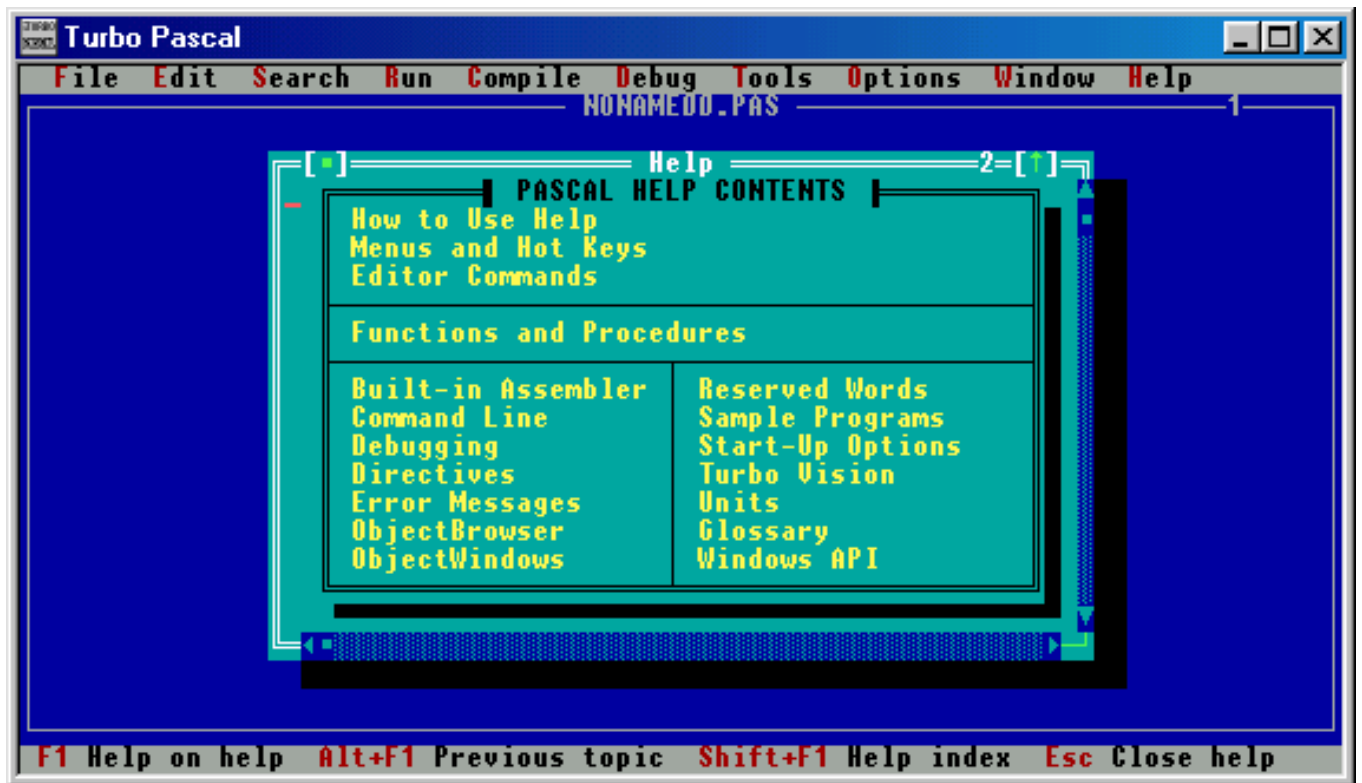 Turbo Pascal
File Edit Search Run Compile Debug Tools Options Window Help
NONAME00.PAS 1
[■] Help 2=[↑]
PASCAL HELP CONTENTS
How to Use Help
Menus and Hot Keys
Editor Commands
Functions and Procedures
Built-in Assembler
Command Line
Debugging
Directives
Error Messages
ObjectBrowser
ObjectWindows
Reserved Words
Sample Programs
Start-Up Options
Turbo Vision
Units
Glossary
Windows API
F1 Help on help Alt+F1 Previous topic Shift+F1 Help index Esc Close help